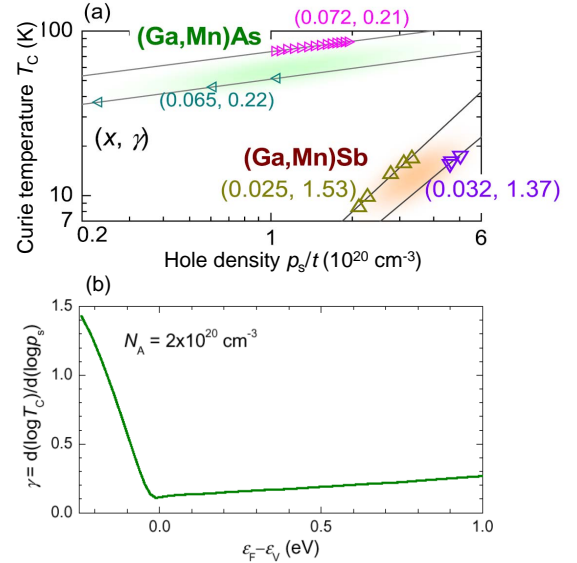 (a)
(0.072, 0.21)
100
(Ga,Mn)As
(0.065, 0.22)
(x, γ)
(Ga,Mn)Sb
(0.025, 1.53)
(0.032, 1.37)
10
7
Curie temperature T_C (K)
0.2 1 6
Hole density p_s/t (10^20 cm^-3)
(b)
1.5
N_A = 2x10^20 cm^-3
1.0
0.5
0.0
γ = d(logT_C)/d(logp_s)
0.0 0.5 1.0
ε_F–ε_V (eV)